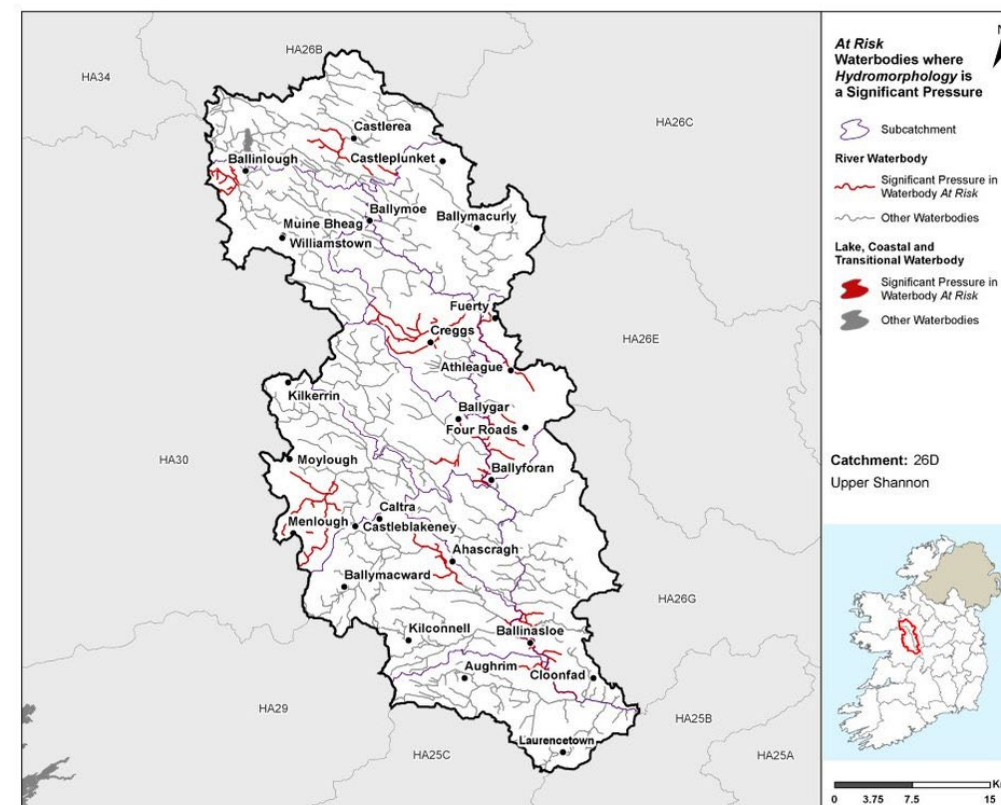 HA26B
HA34
HA26C
Castlerea
Ballinlough
Castleplunket
Ballymoe
Muine Bheag
Ballymacurly
Williamstown
Fuerty
Creggs
HA26E
Athleague
Kilkerrin
Ballygar
Four Roads
HA30
Moylough
Ballyforan
Caltra
Menlough
Castleblakeney
Ahascragh
Ballymacward
HA26G
Kilconnell
Ballinasloe
Aughrim
Cloonfad
HA29
HA25B
Laurencetown
HA25C
HA25A
N
At Risk
Waterbodies where
Hydromorphology is
a Significant Pressure
Subcatchment
River Waterbody
Significant Pressure in
Waterbody At Risk
Other Waterbodies
Lake, Coastal and
Transitional Waterbody
Significant Pressure in
Waterbody At Risk
Other Waterbodies
Catchment: 26D
Upper Shannon
0 3.75 7.5 15